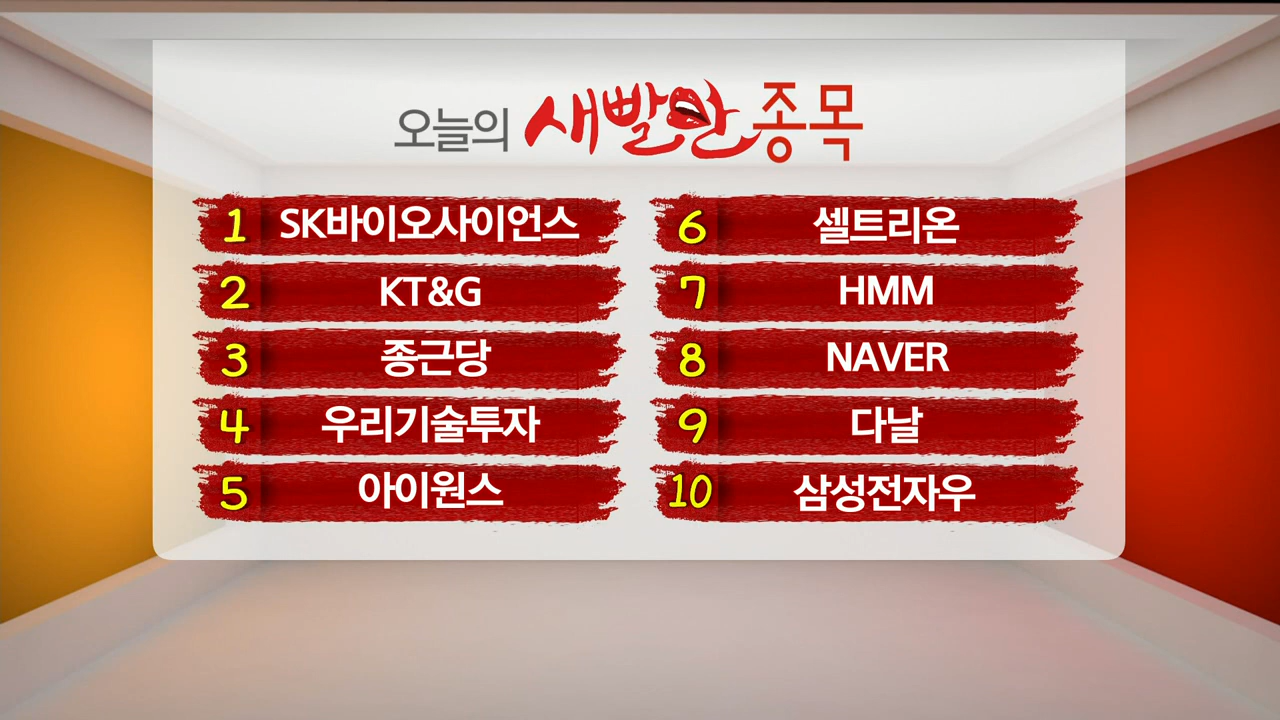 오늘의 새빨간 종목
1 SK바이오사이언스
2 KT&G
3 종근당
4 우리기술투자
5 아이원스
6 셀트리온
7 HMM
8 NAVER
9 다날
10 삼성전자우